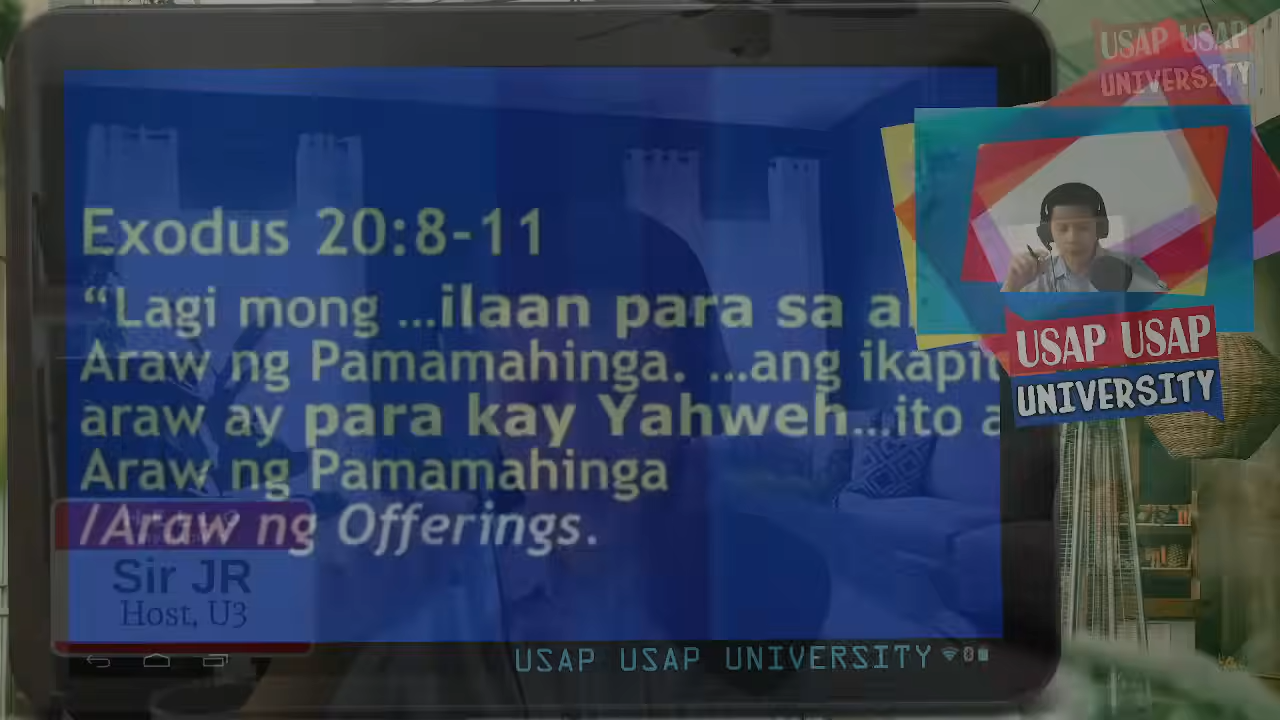 USAP USAP
UNIVERSITY
Exodus 20:8-11
“Lagi mong ...ilaan para sa
Araw ng Pamamahinga. ...ang
araw ay para kay Yahweh...ito
Araw ng Pamamahinga
/Araw ng Offerings.
USAP USAP
UNIVERSITY
Sir JR
Host, U3
USAP USAP UNIVERSITY